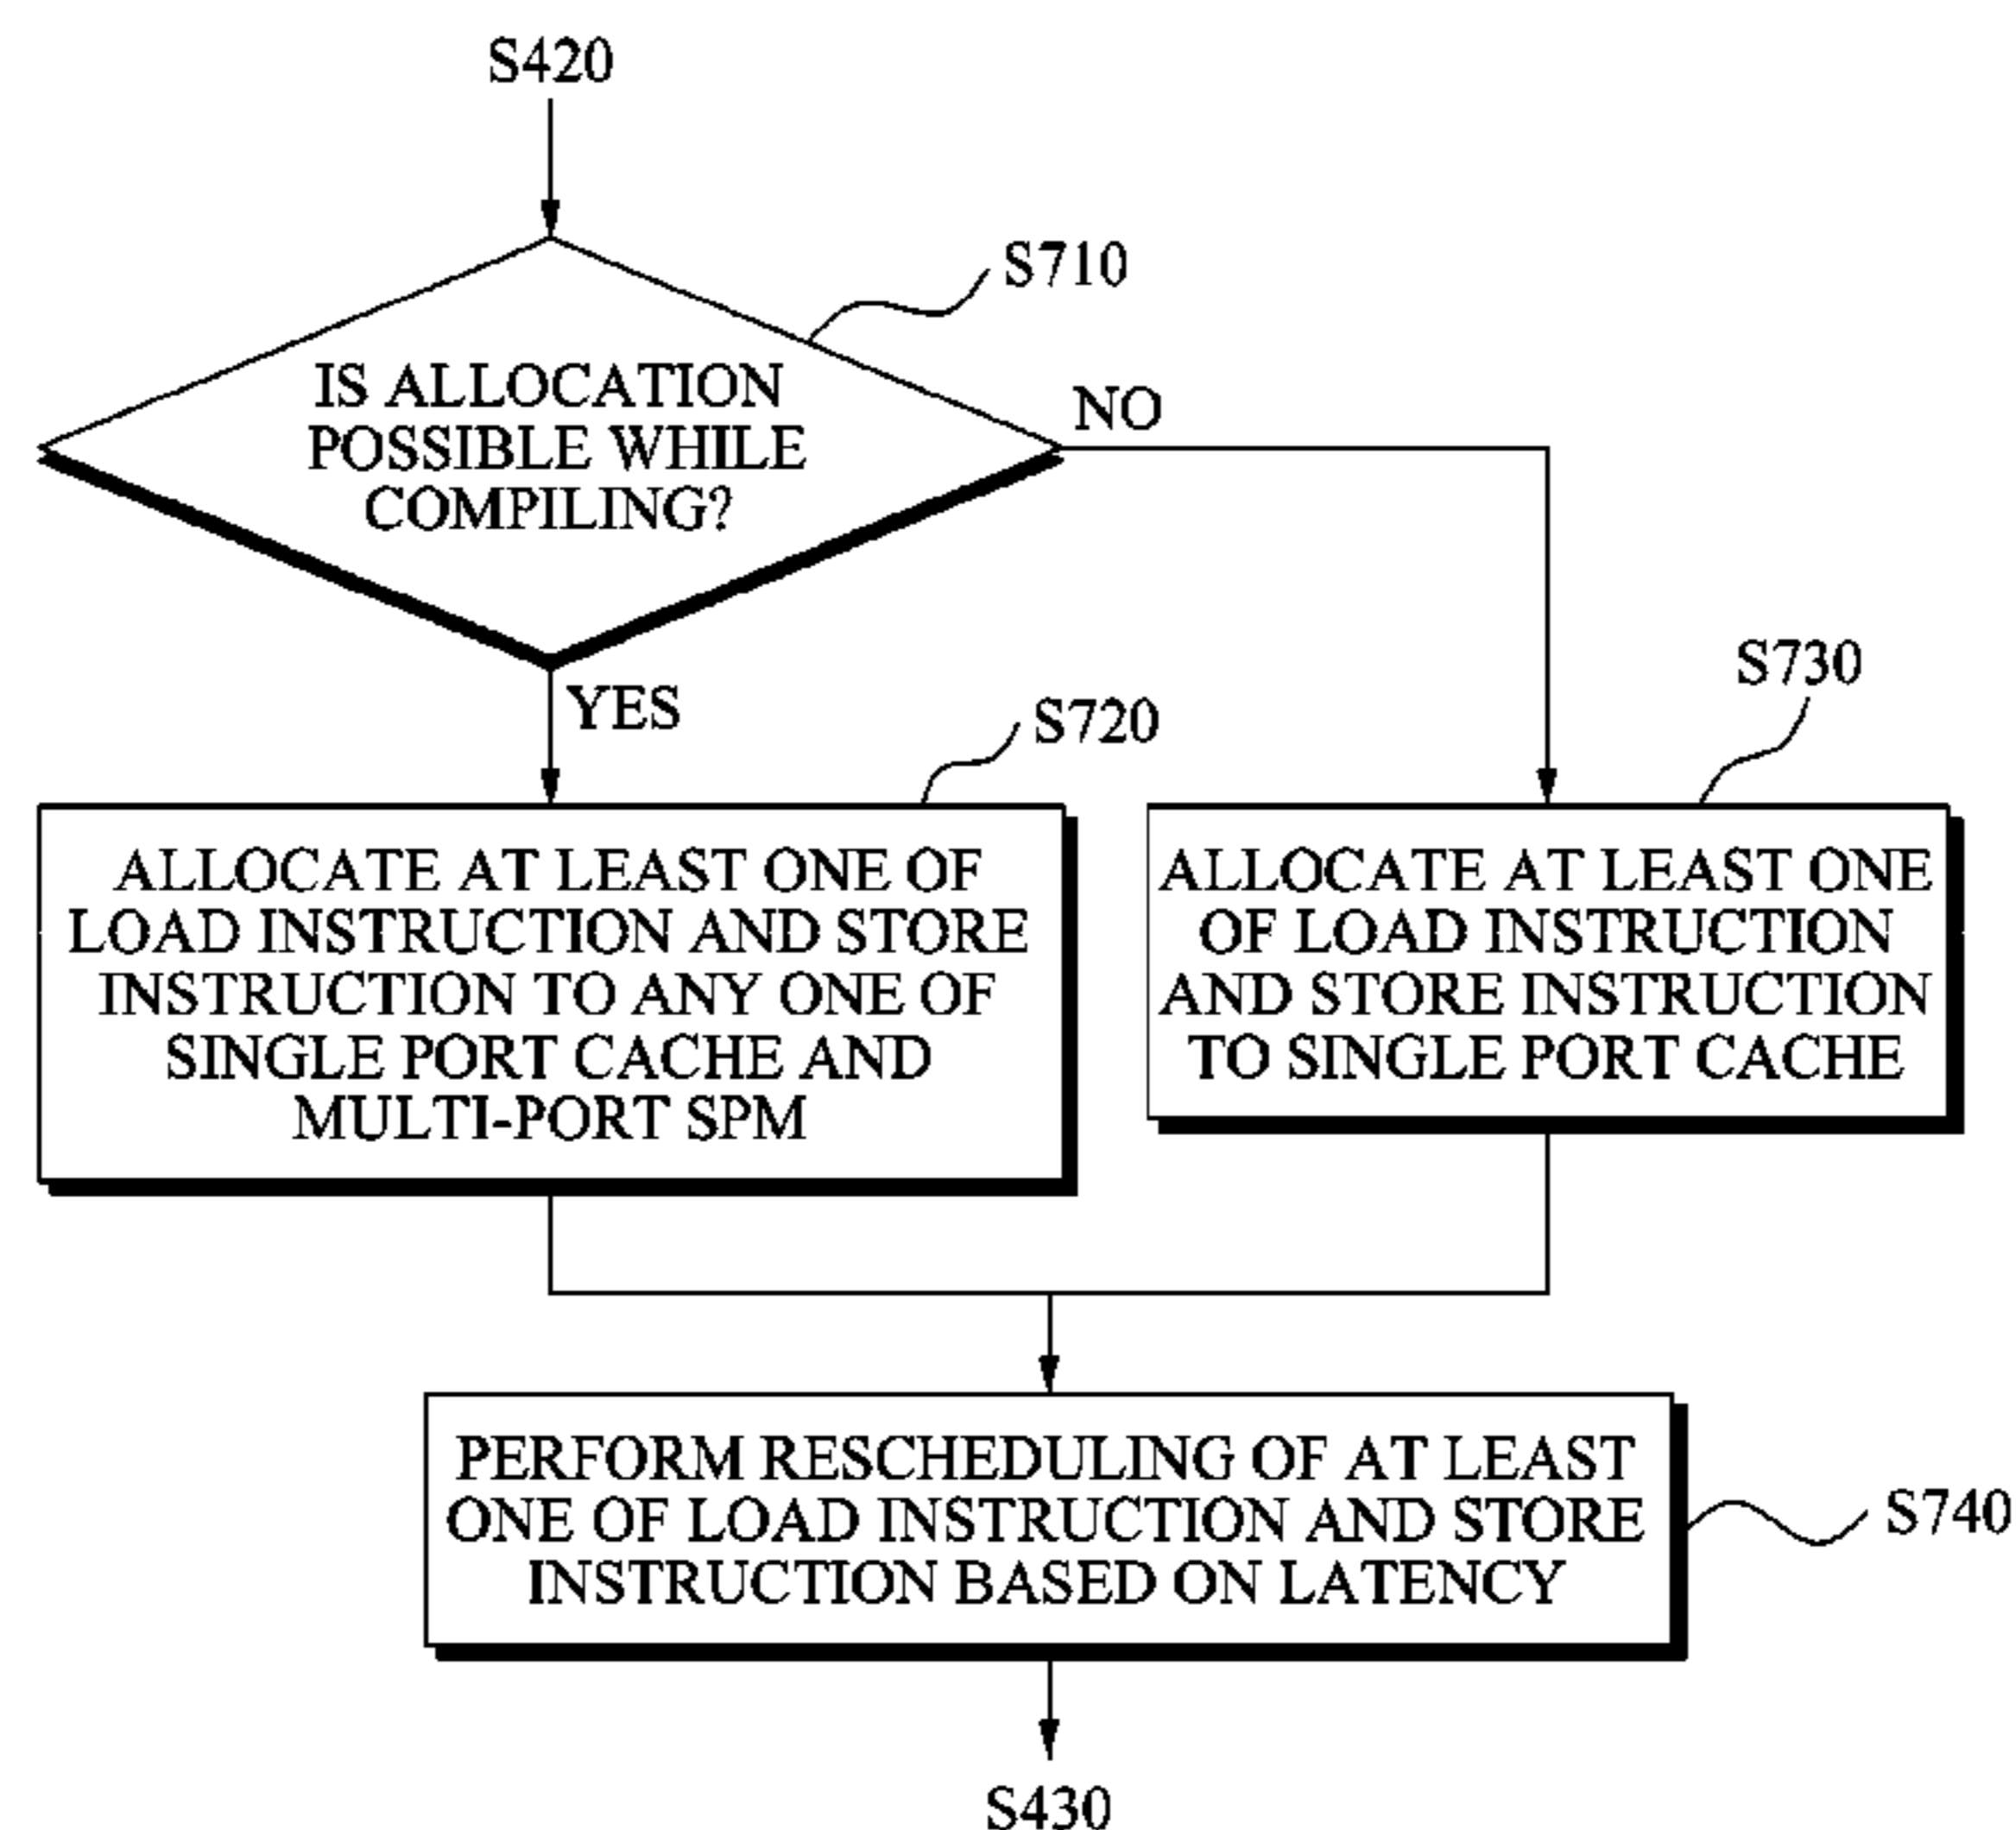 S420
S710
IS ALLOCATION
POSSIBLE WHILE
COMPILING?
NO
YES
S720
S730
ALLOCATE AT LEAST ONE OF
LOAD INSTRUCTION AND STORE
INSTRUCTION TO ANY ONE OF
SINGLE PORT CACHE AND
MULTI-PORT SPM
ALLOCATE AT LEAST ONE
OF LOAD INSTRUCTION
AND STORE INSTRUCTION
TO SINGLE PORT CACHE
PERFORM RESCHEDULING OF AT LEAST
ONE OF LOAD INSTRUCTION AND STORE
INSTRUCTION BASED ON LATENCY
S740
S430